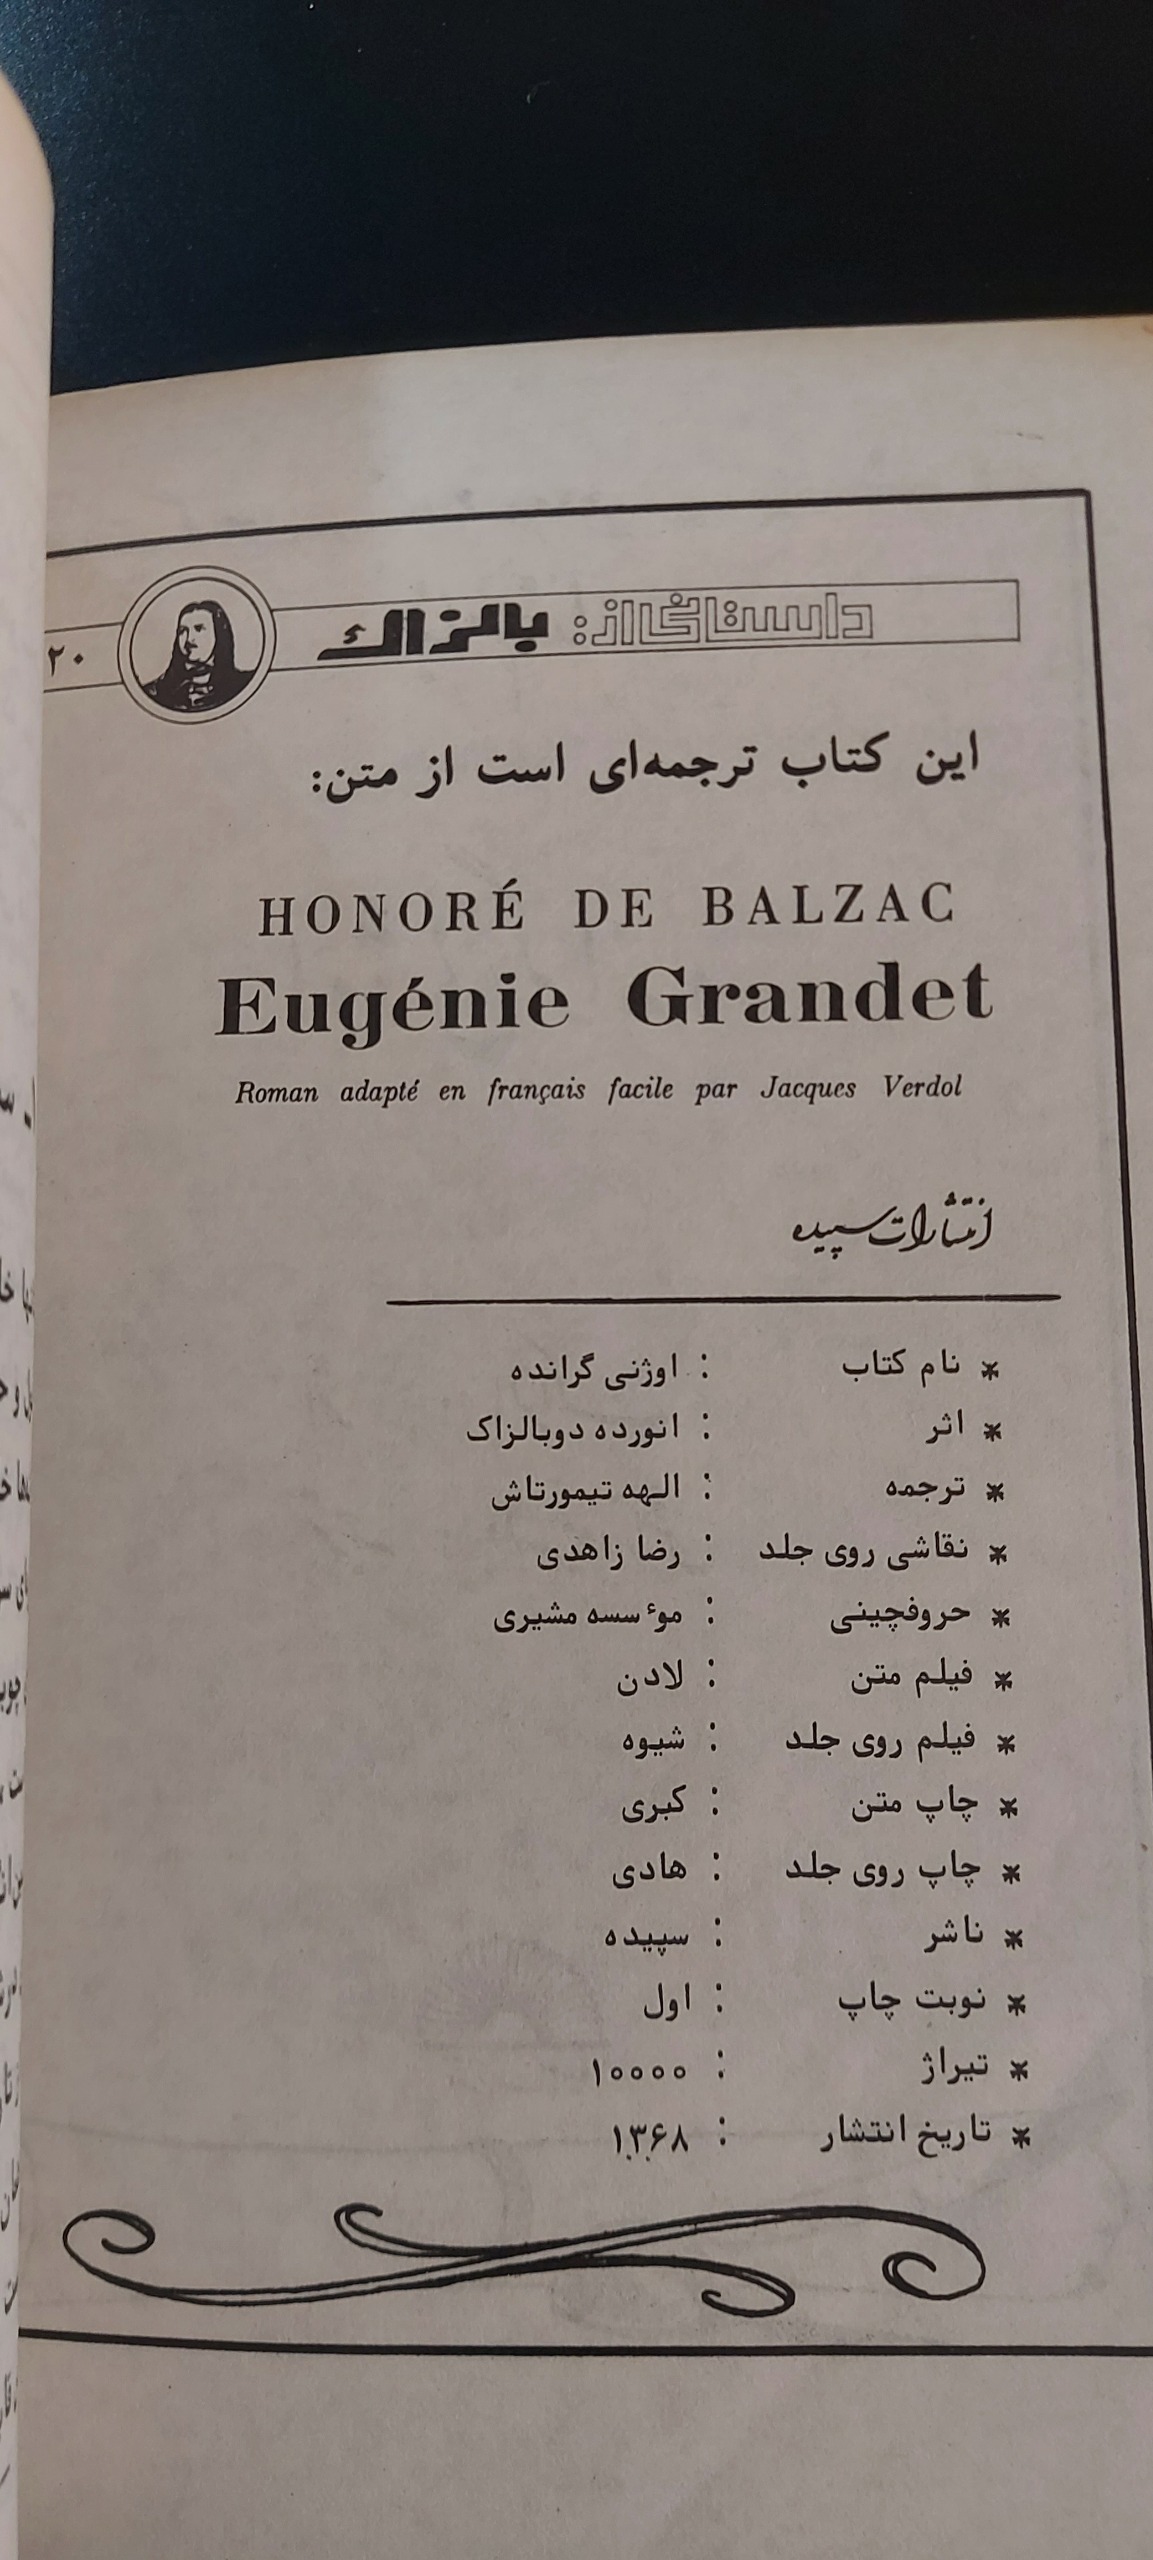 داستانی از: بالزاک
۲۰
این کتاب ترجمه‌ای است از متن:
HONORÉ DE BALZAC
Eugénie Grandet
Roman adapté en français facile par Jacques Verdol
انتشارات سپیده
* نام کتاب : اوژنی گرانده
* اثر : انورده دوبالزاک
* ترجمه : الهه تیمورتاش
* نقاشی روی جلد : رضا زاهدی
* حروفچینی : موٴسسه مشیری
* فیلم متن : لادن
* فیلم روی جلد : شیوه
* چاپ متن : کبری
* چاپ روی جلد : هادی
* ناشر : سپیده
* نوبت چاپ : اول
* تیراژ : ۱۰۰۰۰
* تاریخ انتشار : ۱۳۶۸